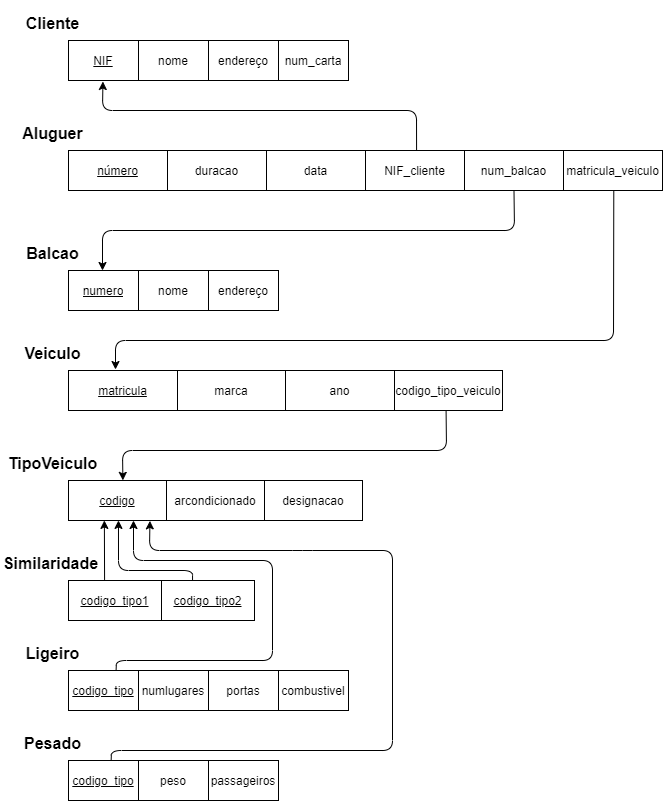 Cliente
NIF nome endereço num_carta
Aluguer
número duracao data NIF_cliente num_balcao matricula_veiculo
Balcao
numero nome endereço
Veiculo
matricula marca ano codigo_tipo_veiculo
TipoVeiculo
codigo arcondicionado designacao
Similaridade
codigo_tipo1 codigo_tipo2
Ligeiro
codigo_tipo numlugares portas combustivel
Pesado
codigo_tipo peso passageiros